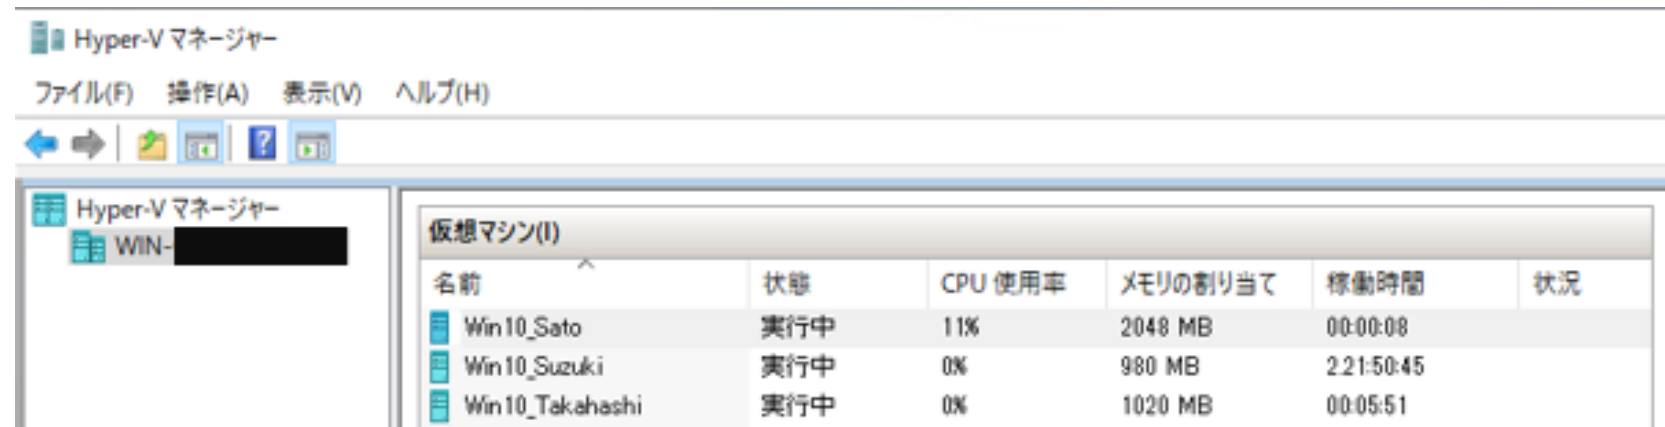 Hyper-V マネージャー
ファイル(F) 操作(A) 表示(V) ヘルプ(H)
Hyper-V マネージャー
WIN-
仮想マシン(I)
名前 状態 CPU 使用率 メモリの割り当て 稼働時間 状況
Win10_Sato 実行中 11% 2048 MB 00:00:08
Win10_Suzuki 実行中 0% 980 MB 2.21:50:45
Win10_Takahashi 実行中 0% 1020 MB 00:05:51